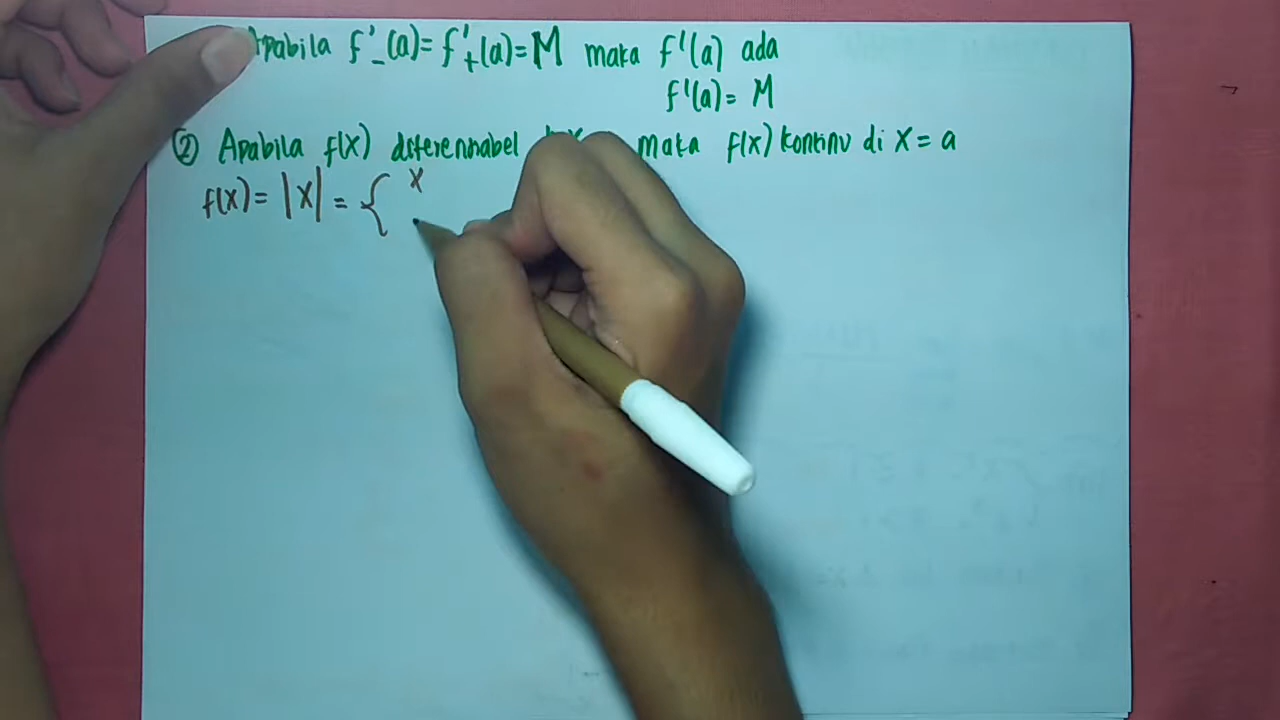 Apabila f'₋(a) = f'₊(a) = M maka f'(a) ada
f'(a) = M
② Apabila f(x) diferensiabel maka f(x) kontinu di x = a
f(x) = |x| = { x